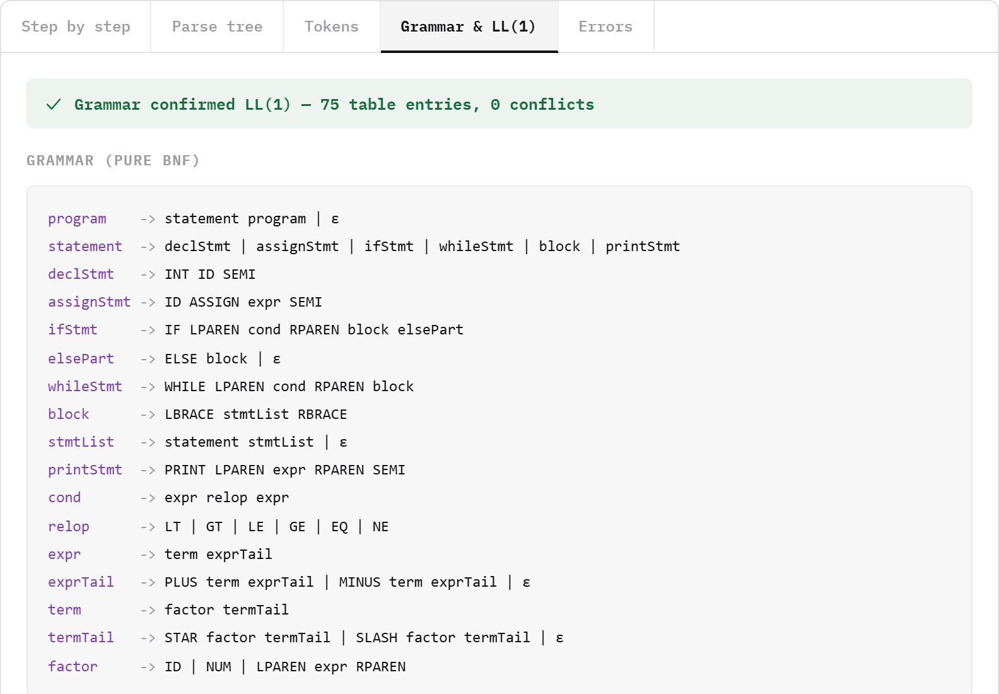 Step by step Parse tree Tokens Grammar & LL(1) Errors
✓ Grammar confirmed LL(1) — 75 table entries, 0 conflicts
GRAMMAR (PURE BNF)
program -> statement program | ε
statement -> declStmt | assignStmt | ifStmt | whileStmt | block | printStmt
declStmt -> INT ID SEMI
assignStmt -> ID ASSIGN expr SEMI
ifStmt -> IF LPAREN cond RPAREN block elsePart
elsePart -> ELSE block | ε
whileStmt -> WHILE LPAREN cond RPAREN block
block -> LBRACE stmtList RBRACE
stmtList -> statement stmtList | ε
printStmt -> PRINT LPAREN expr RPAREN SEMI
cond -> expr relop expr
relop -> LT | GT | LE | GE | EQ | NE
expr -> term exprTail
exprTail -> PLUS term exprTail | MINUS term exprTail | ε
term -> factor termTail
termTail -> STAR factor termTail | SLASH factor termTail | ε
factor -> ID | NUM | LPAREN expr RPAREN